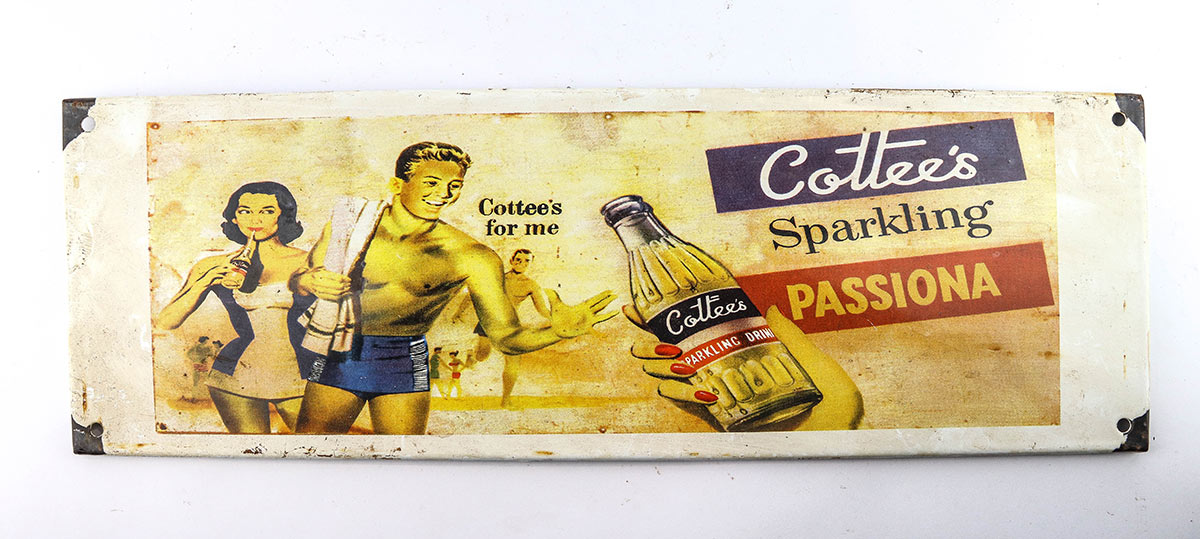 Cottee's
for me
Cottee's
Sparkling
PASSIONA
Cottee's
SPARKLING DRINK